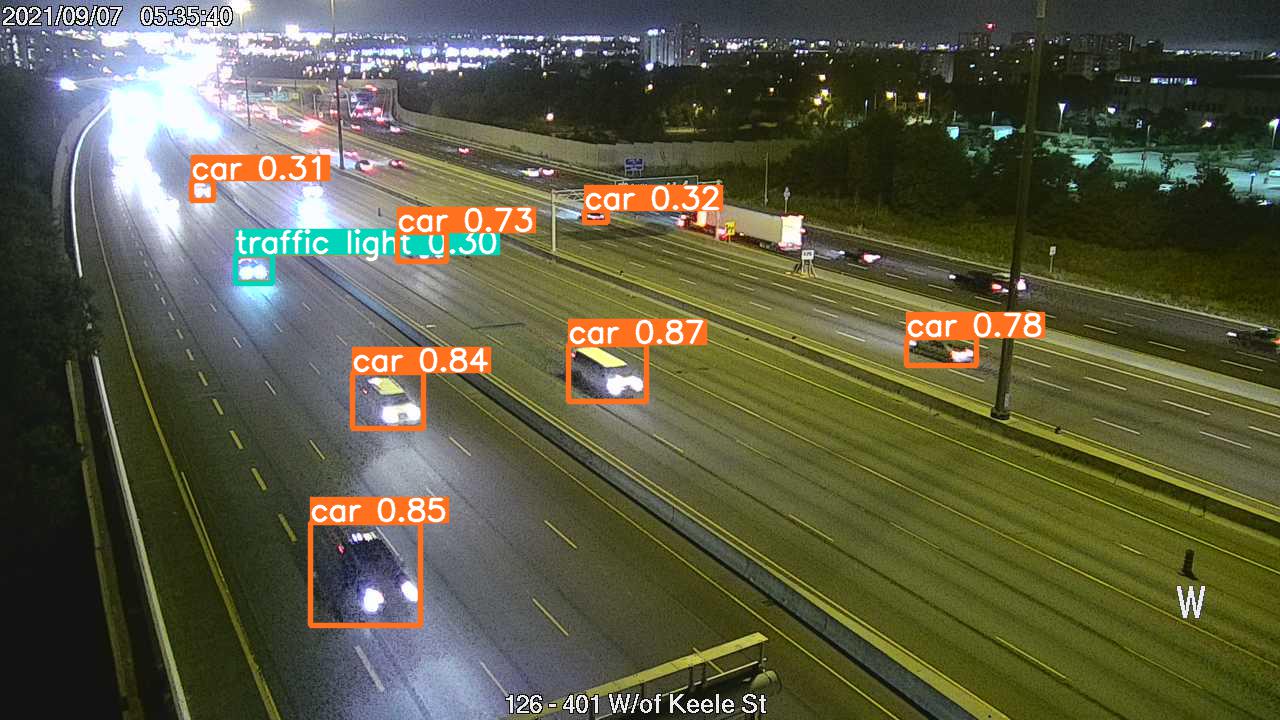 2021/09/07 05:35:40
car 0.31
car 0.32
car 0.73
traffic light 0.30
car 0.78
car 0.87
car 0.84
car 0.85
W
126 - 401 W/of Keele St